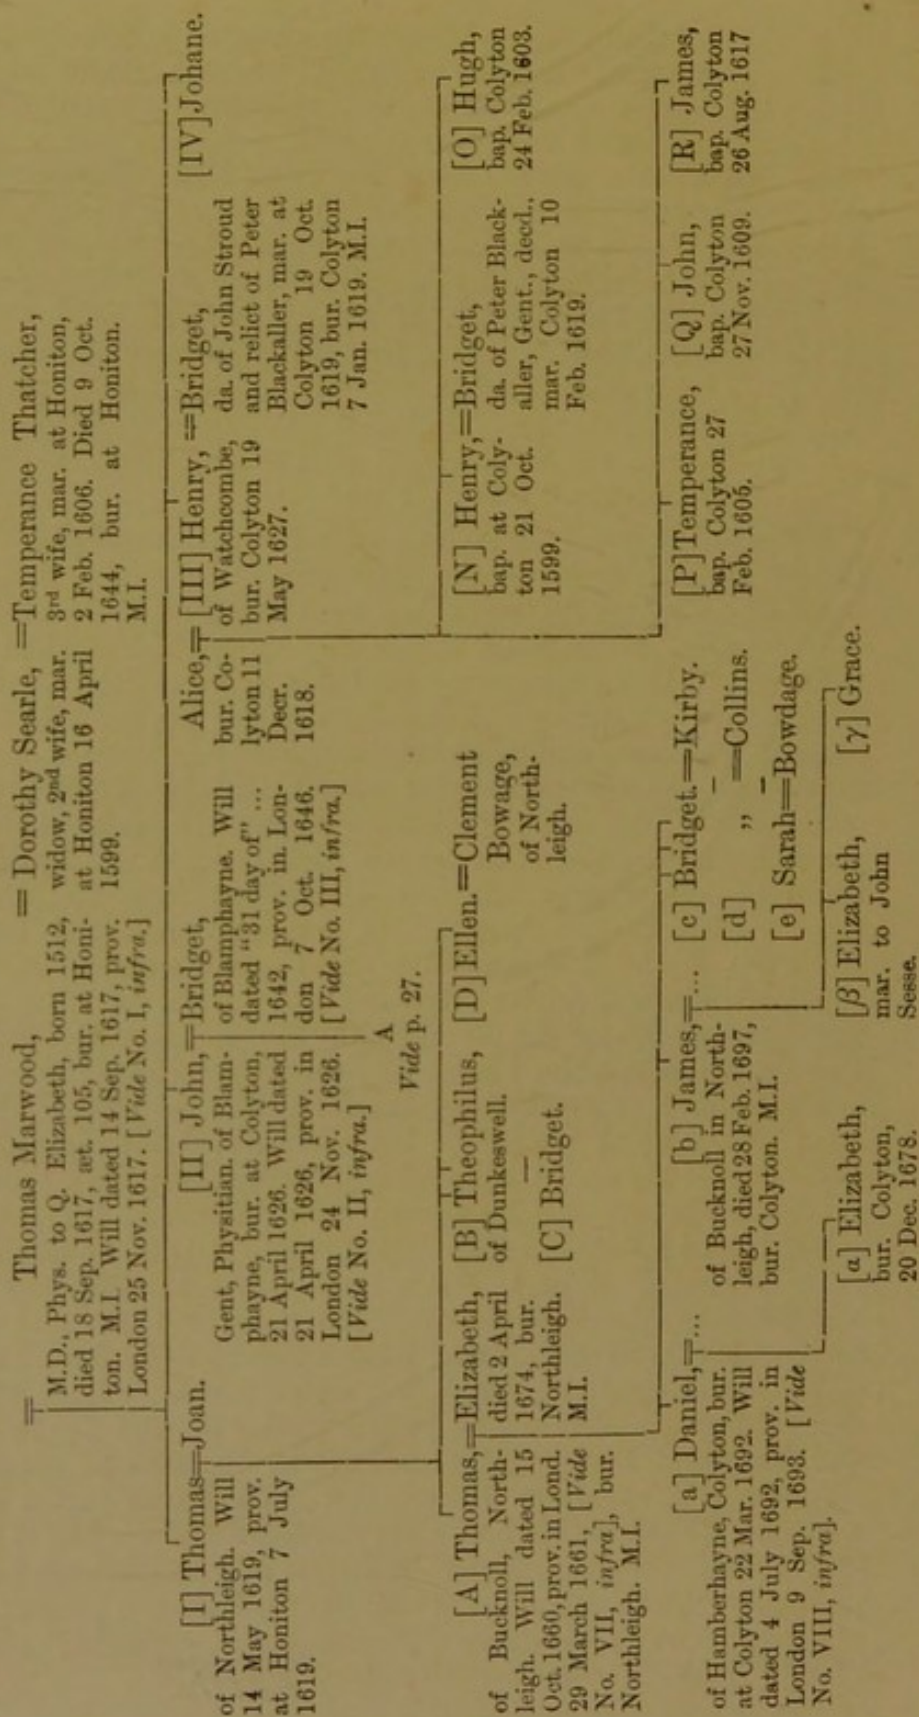 Thomas Marwood,
M.D., Phys. to Q. Elizabeth, born 1512,
died 18 Sep. 1617, æt. 105, bur. at Honi-
ton. M.I. Will dated 14 Sep. 1617, prov.
London 25 Nov. 1617. [Vide No. I, infra.]
= Dorothy Searle,
widow, 2nd wife, mar.
at Honiton 16 April
1599.
=Temperance Thatcher,
3rd wife, mar. at Honiton,
2 Feb. 1606. Died 9 Oct.
1644, bur. at Honiton.
M.I.
[I] Thomas=Joan.
of Northleigh. Will
14 May 1619, prov.
at Honiton 7 July
1619.
[II] John,=Bridget,
Gent, Physitian, of Blam-
phayne, bur. at Colyton,
21 April 1626. Will dated
21 April 1626, prov. in
London 24 Nov. 1626.
[Vide No. II, infra.]
of Blamphayne. Will
dated "31 day of" ...
1642, prov. in Lon-
don 7 Oct. 1646.
[Vide No. III, infra.]
A
Vide p. 27.
Alice,=
bur. Co-
lyton 11
Decr.
1618.
[III] Henry, =Bridget,
of Watchcombe,
bur. Colyton 19
May 1627.
da. of John Stroud
and relict of Peter
Blackaller, mar. at
Colyton 19 Oct.
1619, bur. Colyton
7 Jan. 1619. M.I.
[IV] Johane.
[A] Thomas,=Elizabeth,
of Bucknoll, North-
leigh. Will dated 15
Oct. 1660, prov. in Lond.
29 March 1661, [Vide
No. VII, infra], bur.
Northleigh. M.I.
died 2 April
1674, bur.
Northleigh.
M.I.
[B] Theophilus,
of Dunkeswell.
[C] Bridget.
[D] Ellen.=Clement
Bowage,
of North-
leigh.
[N] Henry,=Bridget,
bap. at Coly-
ton 21 Oct.
1599.
da. of Peter Black-
aller, Gent., decd.,
mar. Colyton 10
Feb. 1619.
[O] Hugh,
bap. Colyton
24 Feb. 1603.
[a] Daniel,=...
of Hamberhayne, Colyton, bur.
at Colyton 22 Mar. 1692. Will
dated 4 July 1692, prov. in
London 9 Sep. 1693. [Vide
No. VIII, infra].
[b] James,=...
of Bucknoll in North-
leigh, died 28 Feb. 1697,
bur. Colyton. M.I.
[c] Bridget.=Kirby.
[d] „ =Collins.
[e] Sarah=Bowdage.
[P] Temperance,
bap. Colyton 27
Feb. 1605.
[Q] John,
bap. Colyton
27 Nov. 1609.
[R] James,
bap. Colyton
26 Aug. 1617
[α] Elizabeth,
bur. Colyton,
20 Dec. 1678.
[β] Elizabeth,
mar. to John
Sesse.
[γ] Grace.